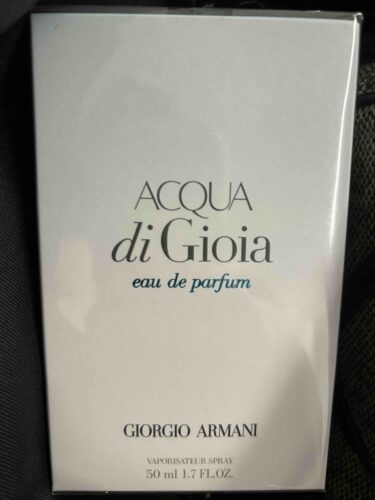 ACQUA
di Gioia
eau de parfum
GIORGIO ARMANI
VAPORISATEUR SPRAY
50 ml 1.7 FL.OZ.